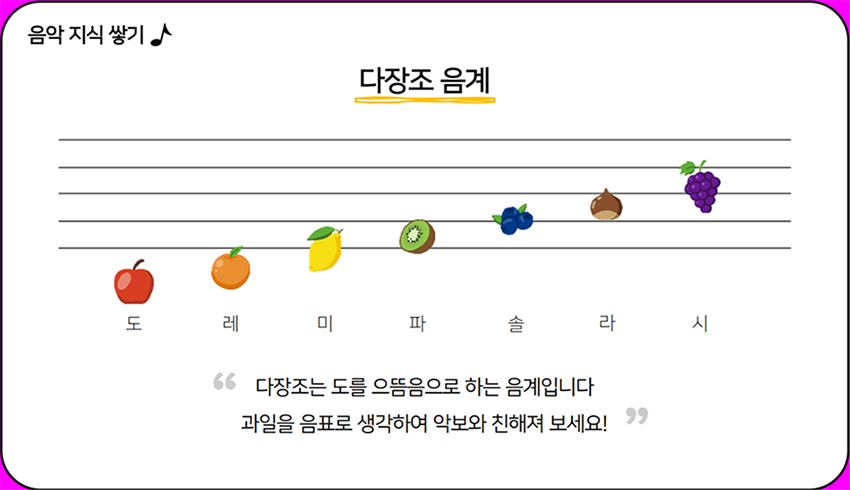 음악 지식 쌓기
다장조 음계
도 레 미 파 솔 라 시
“ 다장조는 도를 으뜸음으로 하는 음계입니다
과일을 음표로 생각하여 악보와 친해져 보세요! ”